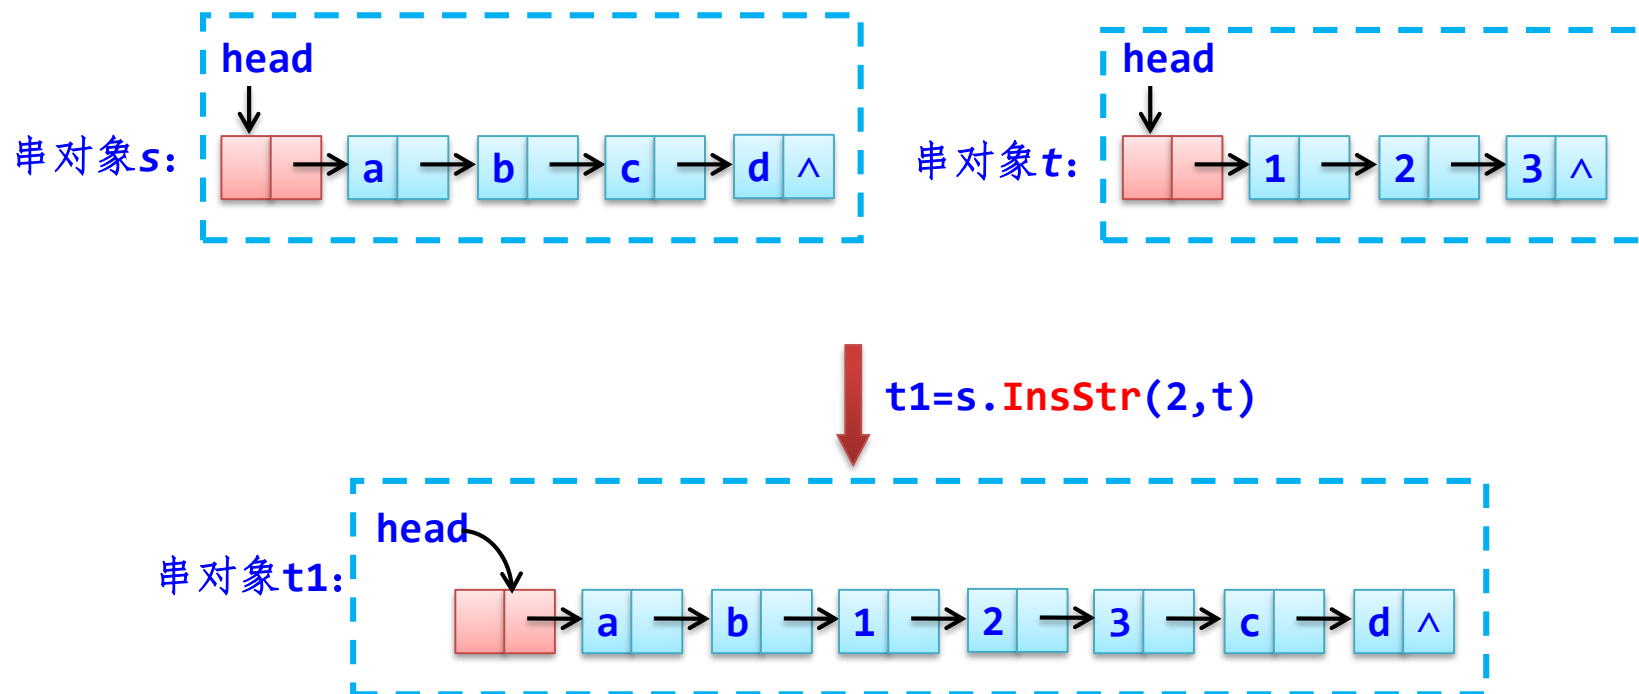 head
串对象s:
a b c d ∧
head
串对象t:
1 2 3 ∧
t1=s.InsStr(2,t)
head
串对象t1:
a b 1 2 3 c d ∧